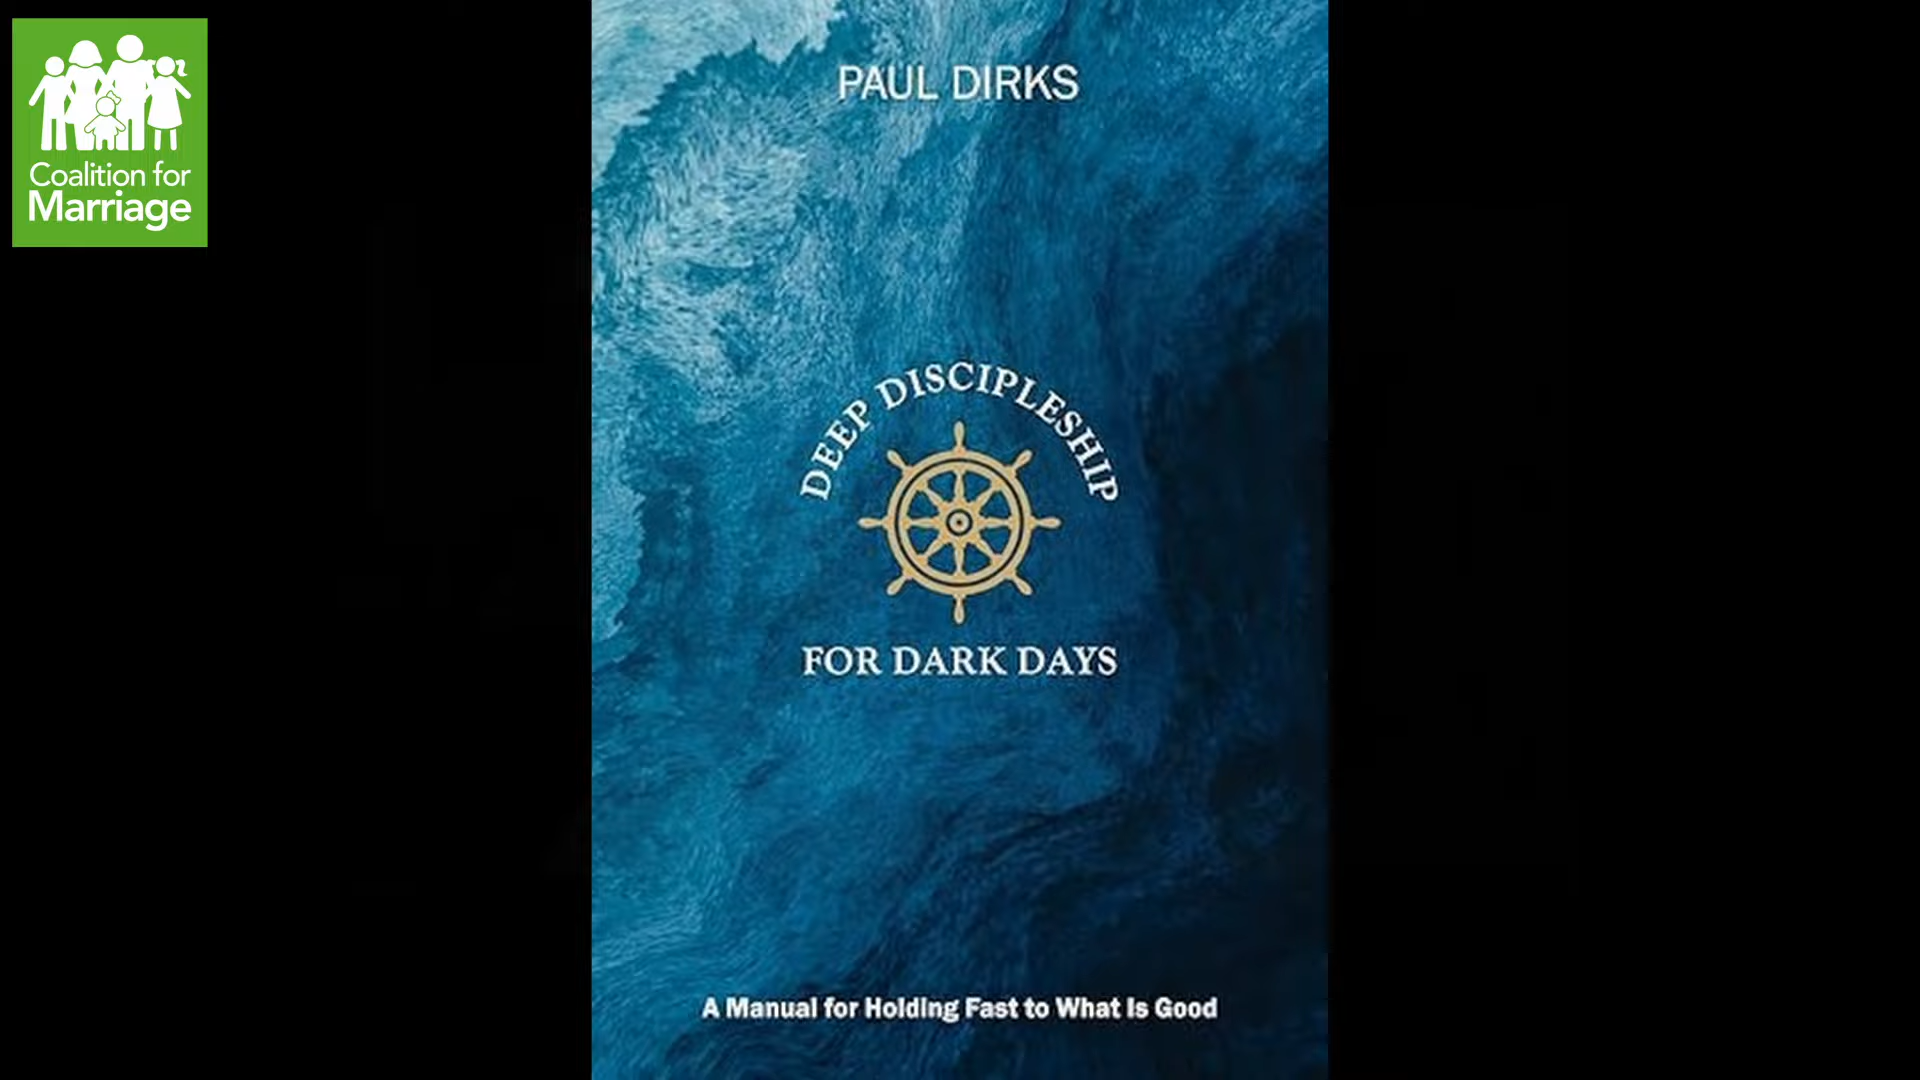 Coalition for
Marriage
PAUL DIRKS
DEEP DISCIPLESHIP
FOR DARK DAYS
A Manual for Holding Fast to What Is Good